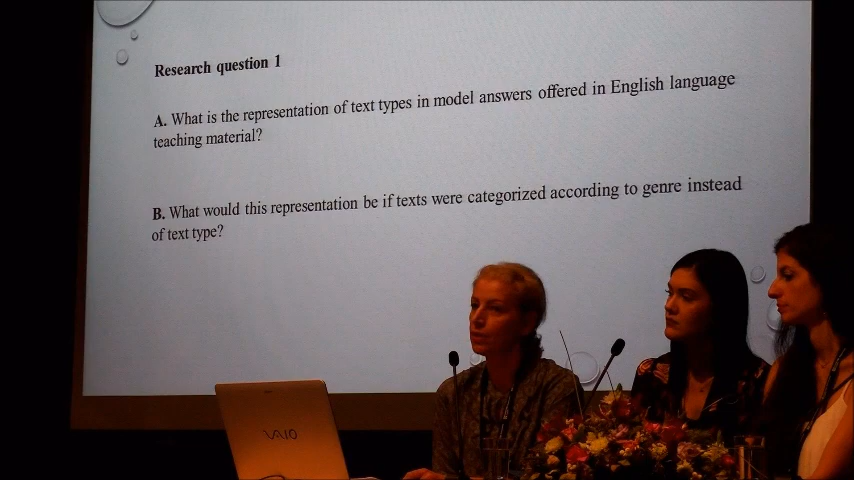 Research question 1
A. What is the representation of text types in model answers offered in English language
teaching material?
B. What would this representation be if texts were categorized according to genre instead
of text type?
VAIO